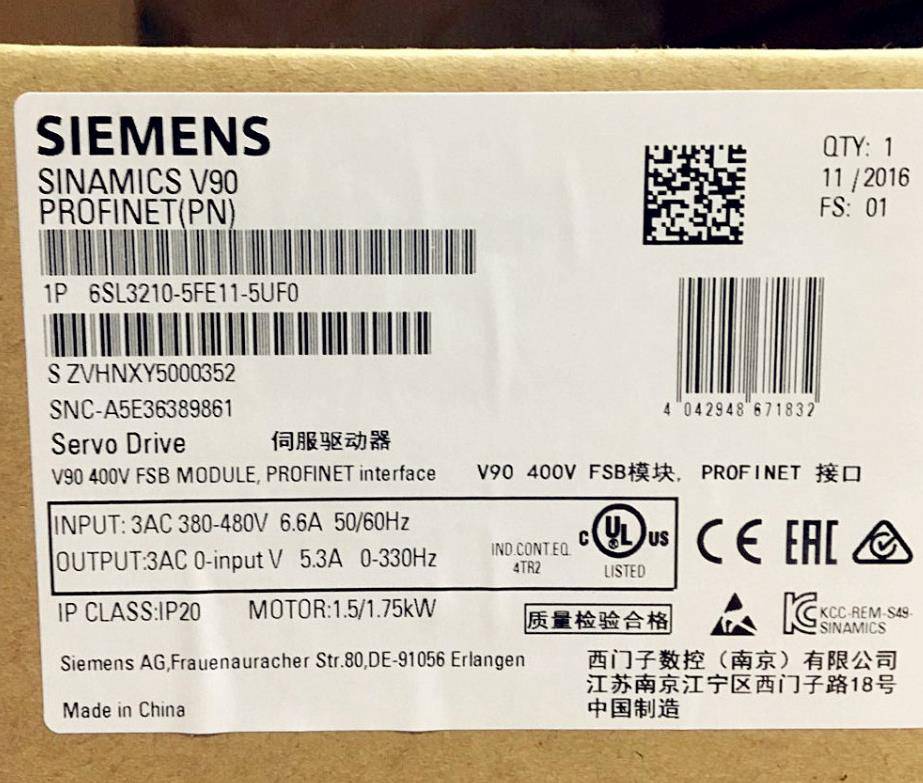 SIEMENS
SINAMICS V90
PROFINET(PN)
QTY: 1
11 / 2016
FS: 01
1P 6SL3210-5FE11-5UF0
S ZVHNXY5000352
SNC-A5E36389861
4 042948 671832
Servo Drive 伺服驱动器
V90 400V FSB MODULE, PROFINET interface V90 400V FSB模块, PROFINET 接口
INPUT: 3AC 380-480V 6.6A 50/60Hz
OUTPUT:3AC 0-input V 5.3A 0-330Hz
IND.CONT.EQ.
4TR2
C UL US
LISTED
CE EAC
IP CLASS:IP20 MOTOR:1.5/1.75kW
质量检验合格
KC KCC-REM-S49-
SINAMICS
Siemens AG,Frauenauracher Str.80,DE-91056 Erlangen
西门子数控（南京）有限公司
江苏南京江宁区西门子路18号
中国制造
Made in China